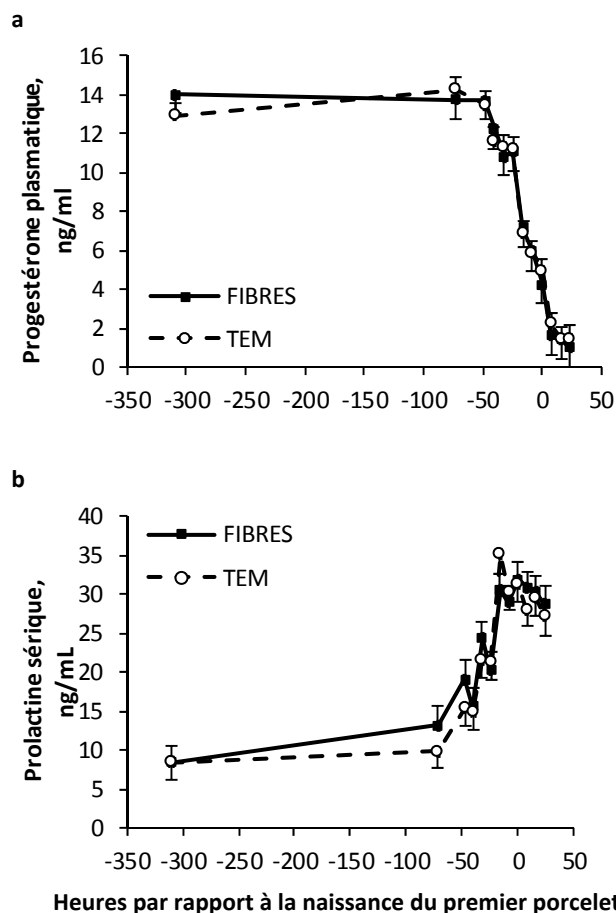 a
Progestérone plasmatique,
ng/ml
16
14
12
10
8
6
4
2
0
FIBRES
TEM
-350 -300 -250 -200 -150 -100 -50 0 50
b
Prolactine sérique,
ng/mL
40
35
30
25
20
15
10
5
0
FIBRES
TEM
-350 -300 -250 -200 -150 -100 -50 0 50
Heures par rapport à la naissance du premier porcelet